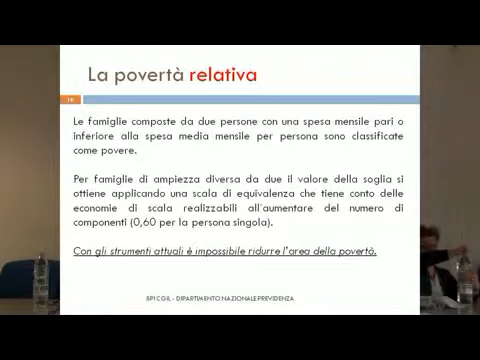 La povertà relativa
18
Le famiglie composte da due persone con una spesa mensile pari o
inferiore alla spesa media mensile per persona sono classificate
come povere.
Per famiglie di ampiezza diversa da due il valore della soglia si
ottiene applicando una scala di equivalenza che tiene conto delle
economie di scala realizzabili all'aumentare del numero di
componenti (0,60 per la persona singola).
Con gli strumenti attuali è impossibile ridurre l'area della povertà.
SPI CGIL - DIPARTIMENTO NAZIONALE PREVIDENZA